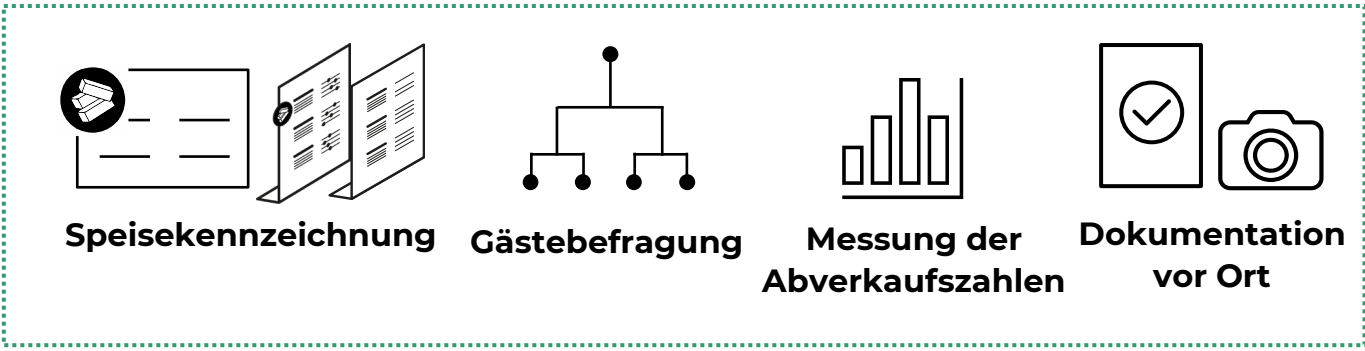 Speisekennzeichnung
Gästebefragung
Messung der
Abverkaufszahlen
Dokumentation
vor Ort